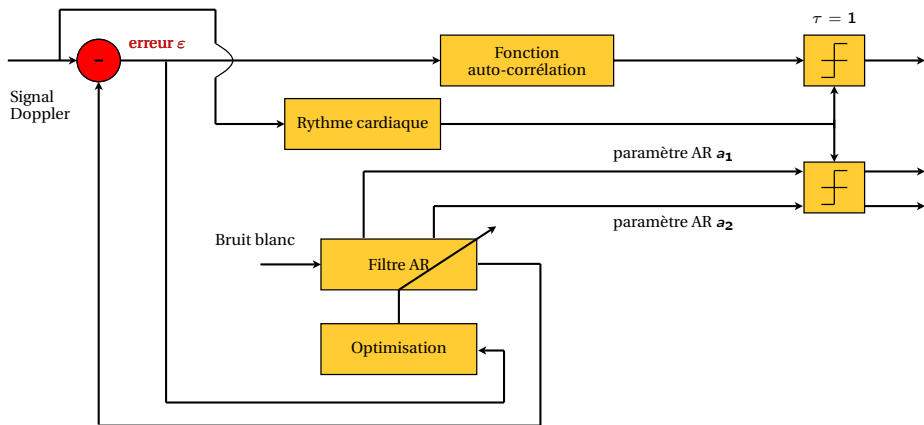 τ = 1
erreur ε
Fonction
auto-corrélation
-
Signal
Doppler
Rythme cardiaque
paramètre AR a1
paramètre AR a2
Bruit blanc
Filtre AR
Optimisation